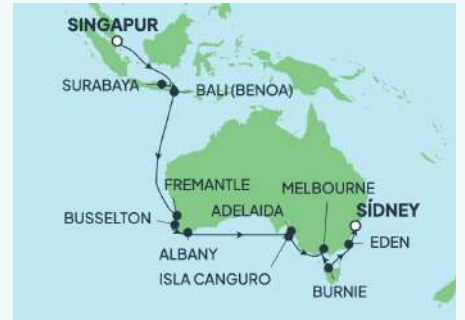 SINGAPUR
SURABAYA
BALI (BENOA)
FREMANTLE
MELBOURNE
BUSSELTON
ADELAIDA
SÍDNEY
ALBANY
EDEN
ISLA CANGURO
BURNIE